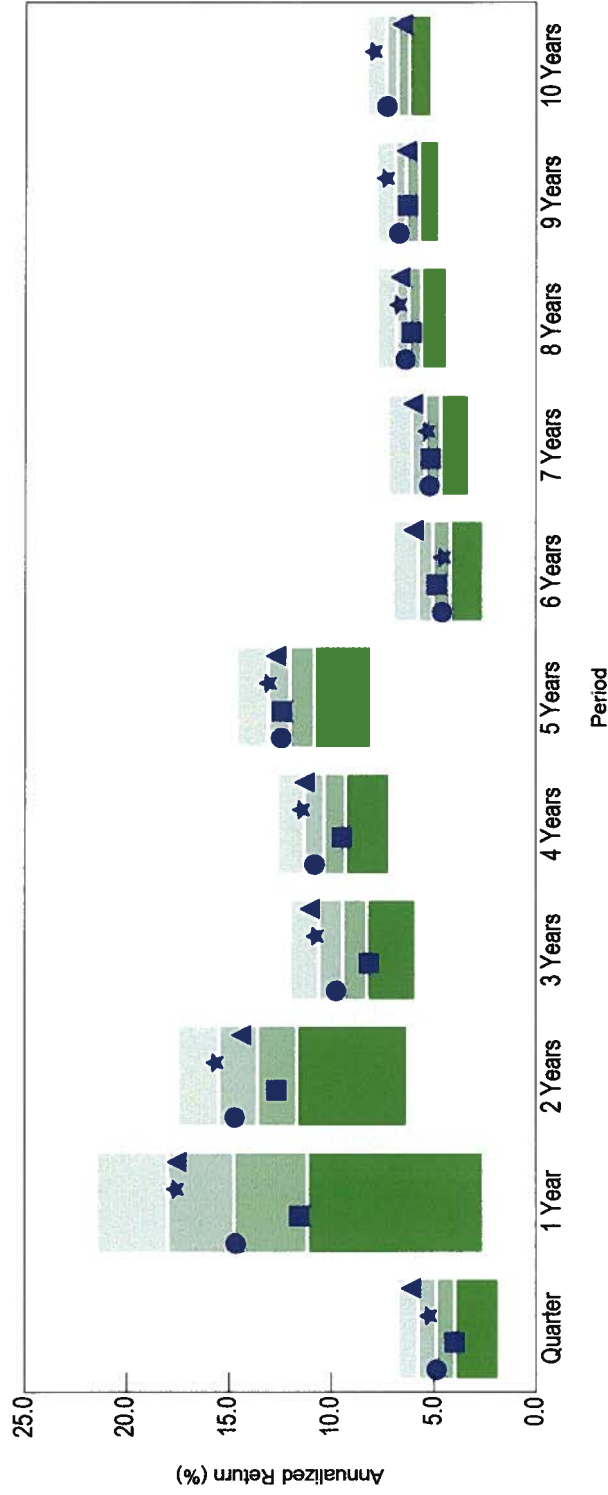 Annualized Return (%)
25.0
20.0
15.0
10.0
5.0
0.0
Quarter
1 Year
2 Years
3 Years
4 Years
5 Years
6 Years
7 Years
8 Years
9 Years
10 Years
Period